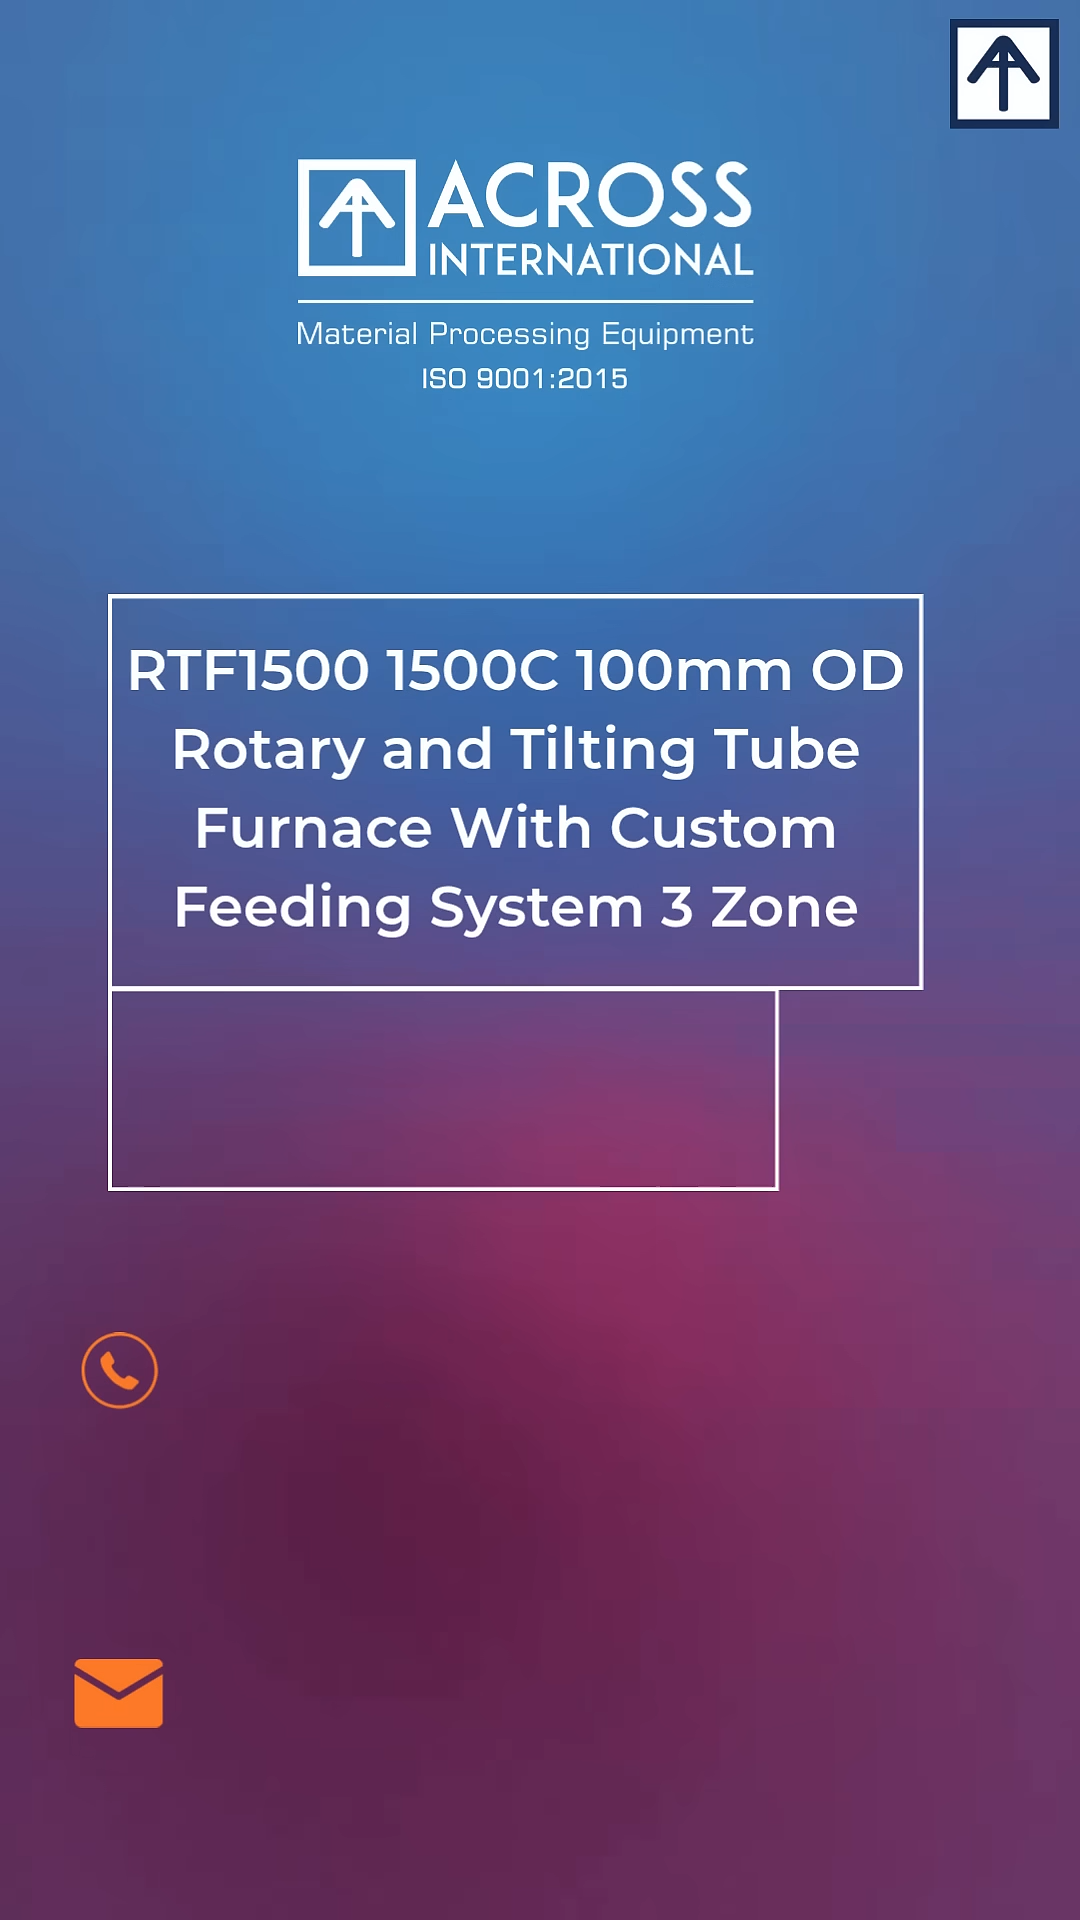 ACROSS
INTERNATIONAL
Material Processing Equipment
ISO 9001:2015
RTF1500 1500C 100mm OD
Rotary and Tilting Tube
Furnace With Custom
Feeding System 3 Zone